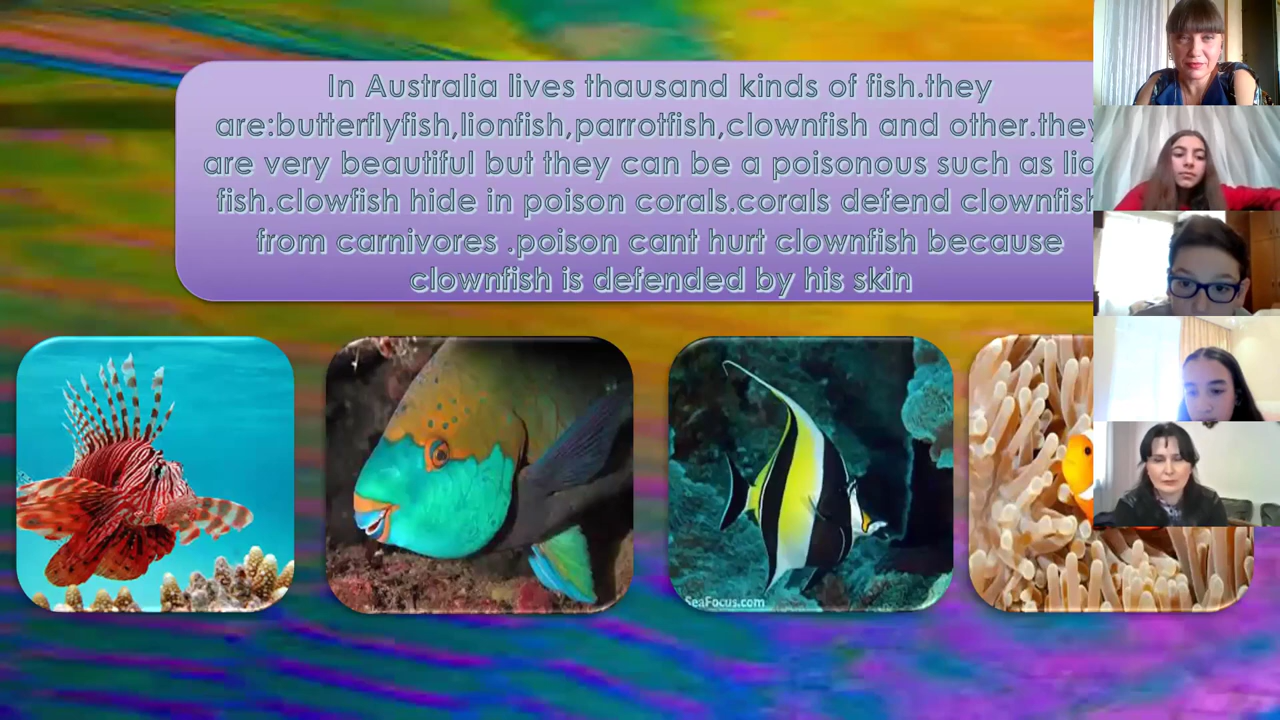 In Australia lives thausand kinds of fish.they
are:butterflyfish,lionfish,parrotfish,clownfish and other.they
are very beautiful but they can be a poisonous such as
fish.clowfish hide in poison corals.corals defend clownfish
from carnivores .poison cant hurt clownfish because
clownfish is defended by his skin
SeaFocus.com